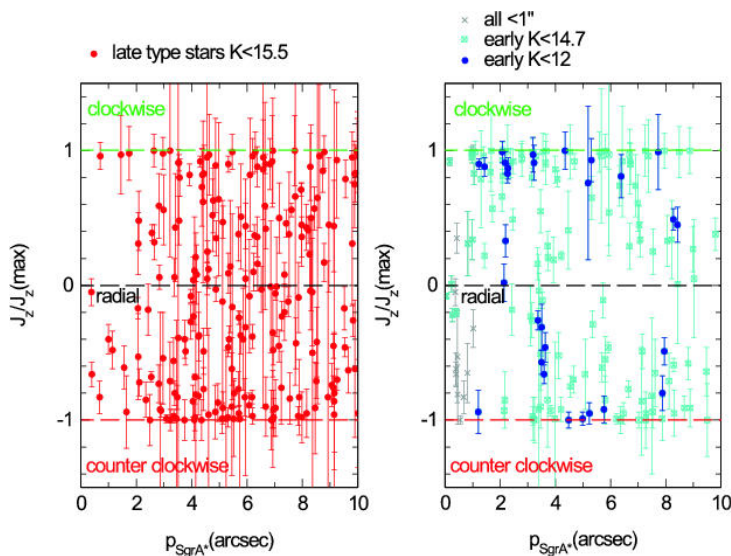 × all <1"
late type stars K<15.5
early K<14.7
early K<12
clockwise
radial
counter clockwise
1
0
-1
0 2 4 6 8 10
J_z/J_z(max)
p_SgrA*(arcsec)
1
0
-1
0 2 4 6 8 10
clockwise
radial
counter clockwise
J_z/J_z(max)
p_SgrA*(arcsec)